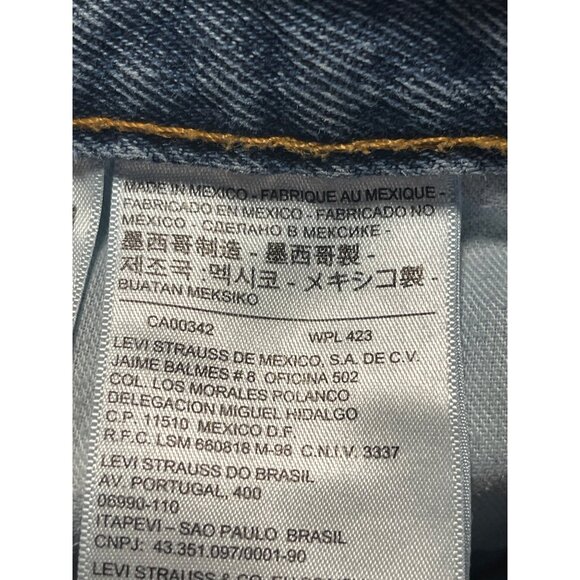 MADE IN MEXICO - FABRIQUE AU MEXIQUE -
FABRICADO EN MEXICO - FABRICADO NO
MÉXICO - СДЕЛАНО В МЕКСИКЕ -
墨西哥制造 - 墨西哥製 -
제조국 :멕시코 - メキシコ製 -
BUATAN MEKSIKO
CA00342 WPL 423
LEVI STRAUSS DE MEXICO, S.A. DE C.V.
JAIME BALMES # 8 OFICINA 502
COL. LOS MORALES POLANCO
DELEGACION MIGUEL HIDALGO
C.P. 11510 MEXICO D.F.
R.F.C. LSM 660818 M-98 C.N.I.V. 3337
LEVI STRAUSS DO BRASIL
AV. PORTUGAL, 400
06990-110
ITAPEVI – SAO PAULO BRASIL
CNPJ: 43.351.097/0001-90
LEVI STRAUSS & CO.